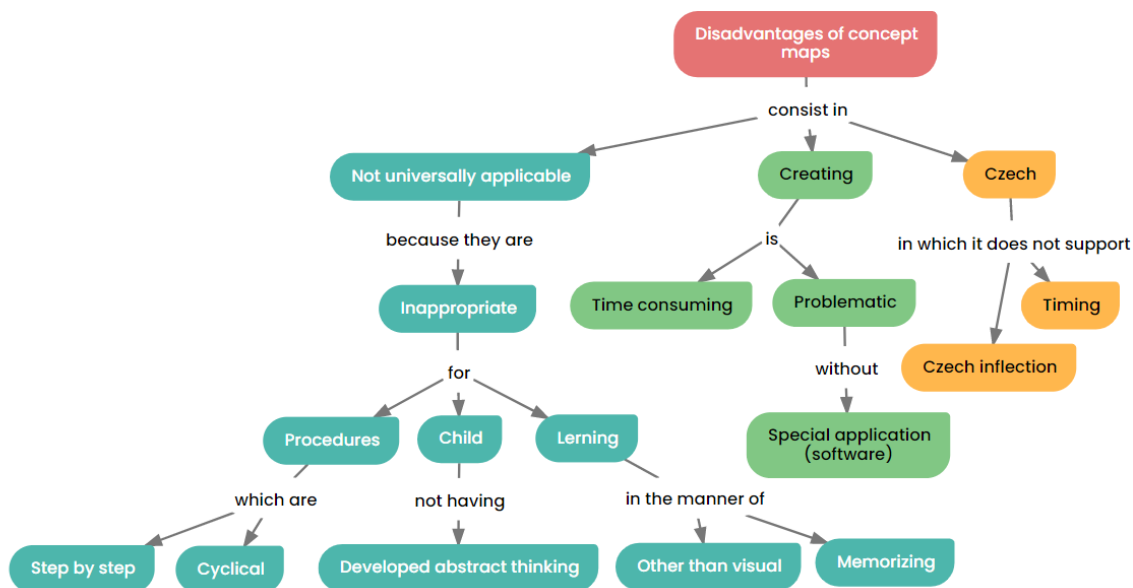 Disadvantages of concept
maps
consist in
Not universally applicable
Creating
Czech
because they are
is
in which it does not support
Inappropriate
Time consuming
Problematic
Timing
for
without
Czech inflection
Procedures
Child
Lerning
Special application
(software)
which are
not having
in the manner of
Step by step
Cyclical
Developed abstract thinking
Other than visual
Memorizing